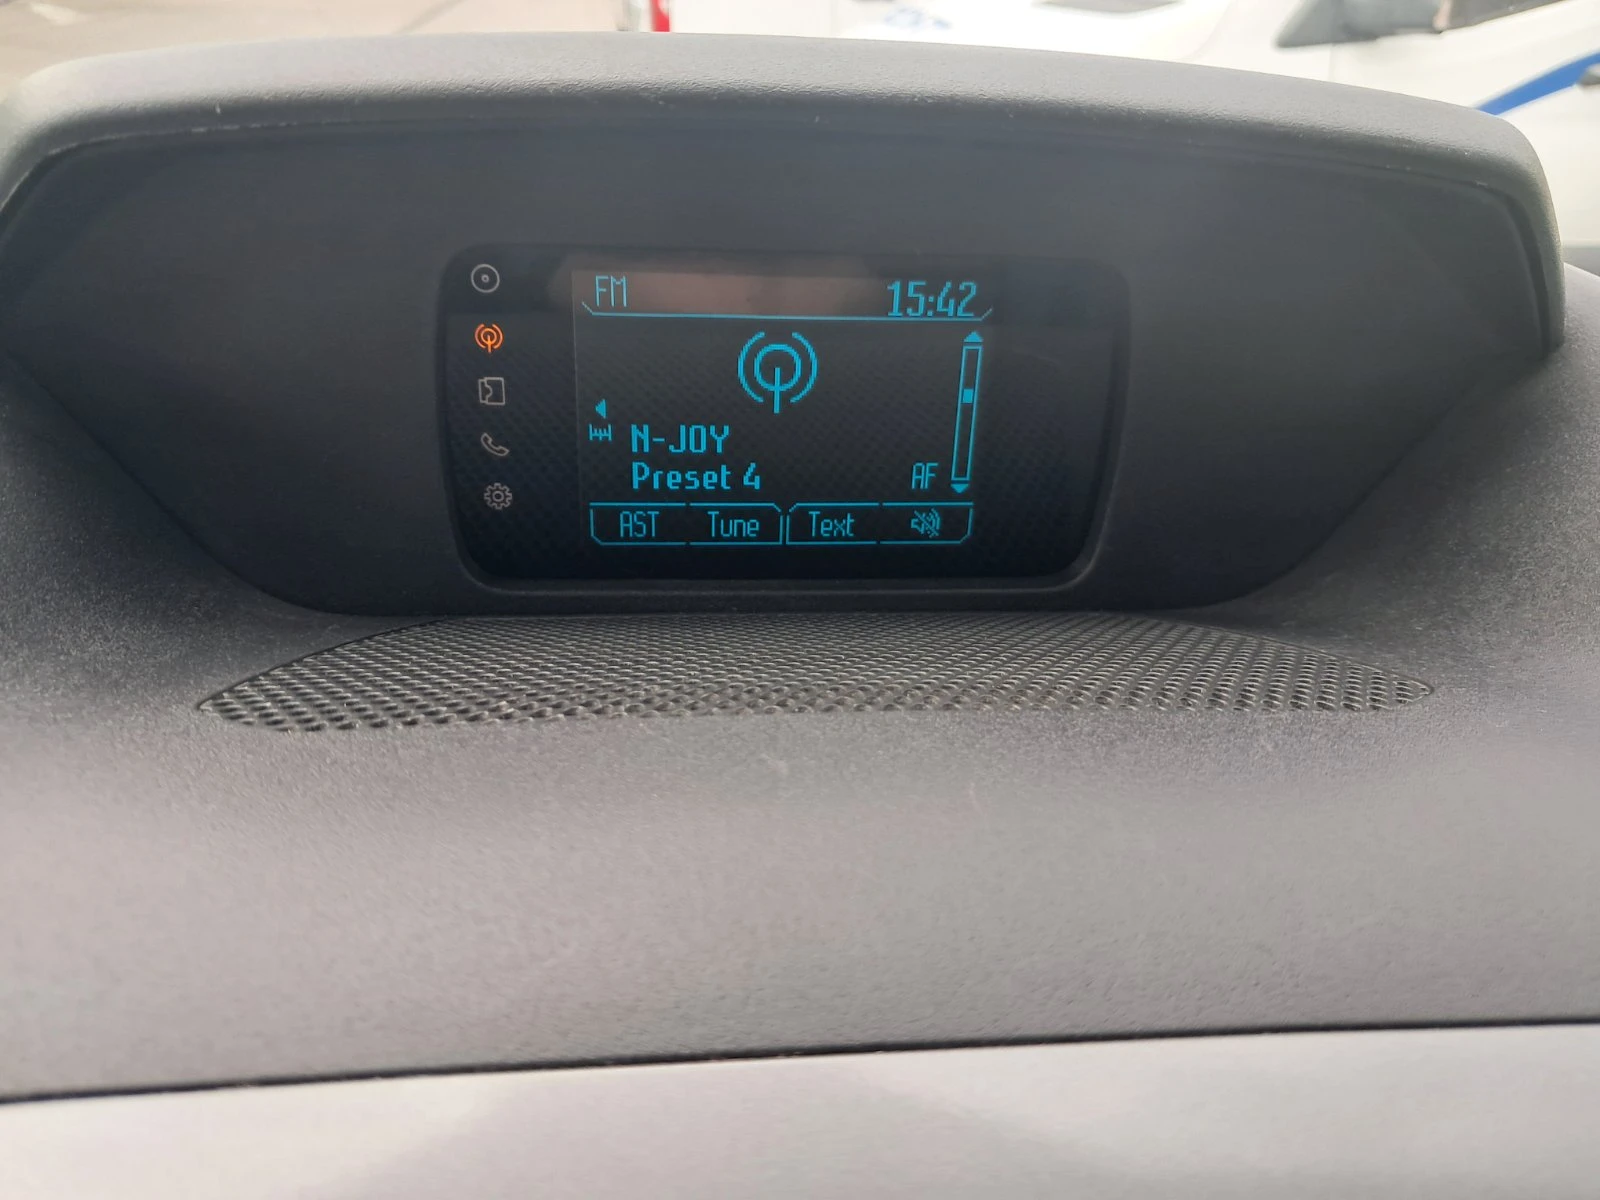 FM 15:42
N-JOY
Preset 4 AF
AST Tune Text